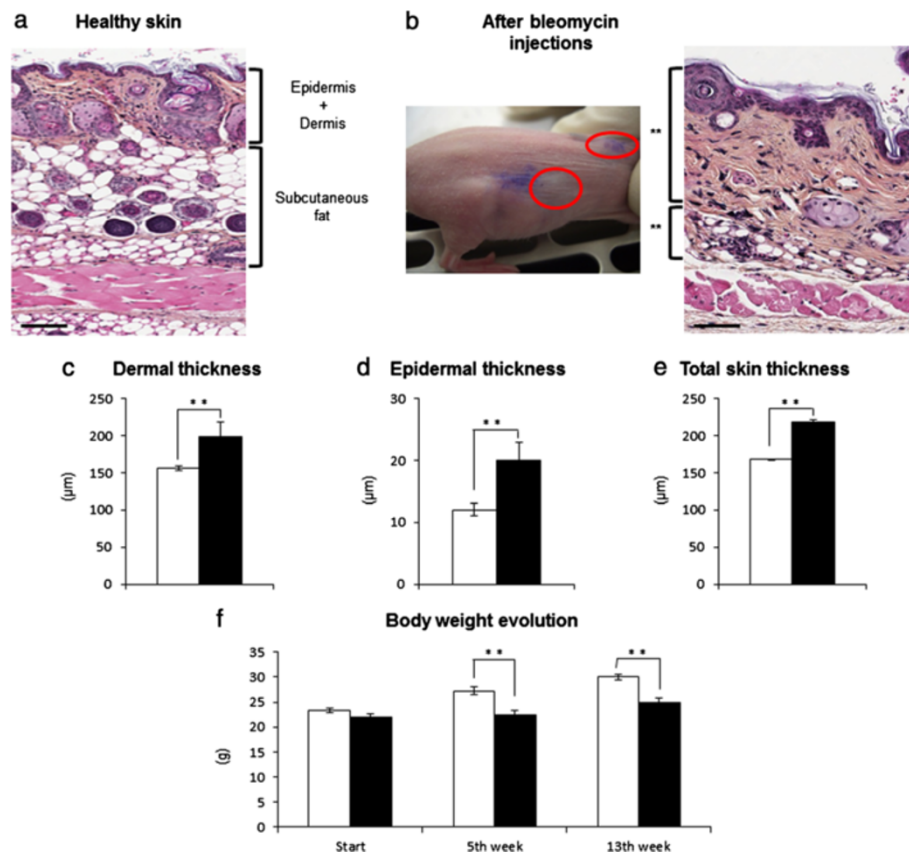 a
Healthy skin
b
After bleomycin
injections
Epidermis
+
Dermis
Subcutaneous
fat
**
**
c
Dermal thickness
250
200
150
100
50
0
(μm)
**
d
Epidermal thickness
30
20
10
0
(μm)
**
e
Total skin thickness
250
200
150
100
50
0
(μm)
**
f
Body weight evolution
35
30
25
20
15
10
5
0
(g)
**
**
Start
5th week
13th week